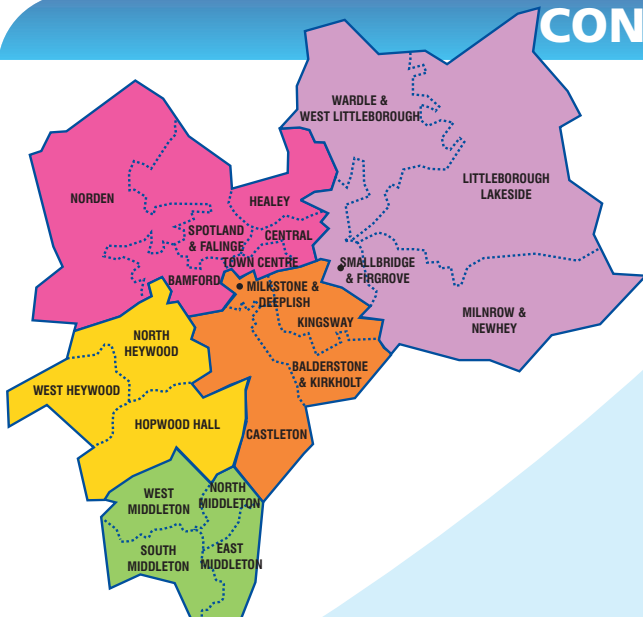 CON
WARDLE &
WEST LITTLEBOROUGH
LITTLEBOROUGH
LAKESIDE
NORDEN
HEALEY
SPOTLAND
& FALINGE
CENTRAL
TOWN CENTRE
SMALLBRIDGE
& FIRGROVE
BAMFORD
MILKSTONE &
DEEPLISH
KINGSWAY
MILNROW &
NEWHEY
NORTH
HEYWOOD
BALDERSTONE
& KIRKHOLT
WEST HEYWOOD
HOPWOOD HALL
CASTLETON
WEST
MIDDLETON
NORTH
MIDDLETON
SOUTH
MIDDLETON
EAST
MIDDLETON